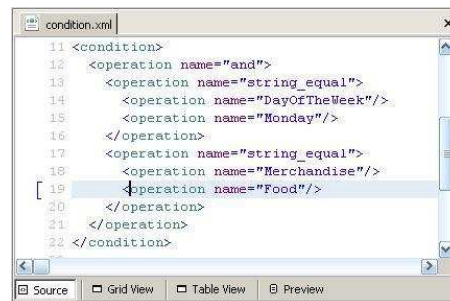 condition.xml
11 <condition>
12 <operation name="and">
13 <operation name="string_equal">
14 <operation name="DayOfTheWeek"/>
15 <operation name="Monday"/>
16 </operation>
17 <operation name="string_equal">
18 <operation name="Merchandise"/>
19 <operation name="Food"/>
20 </operation>
21 </operation>
22 </condition>
Source Grid View Table View Preview